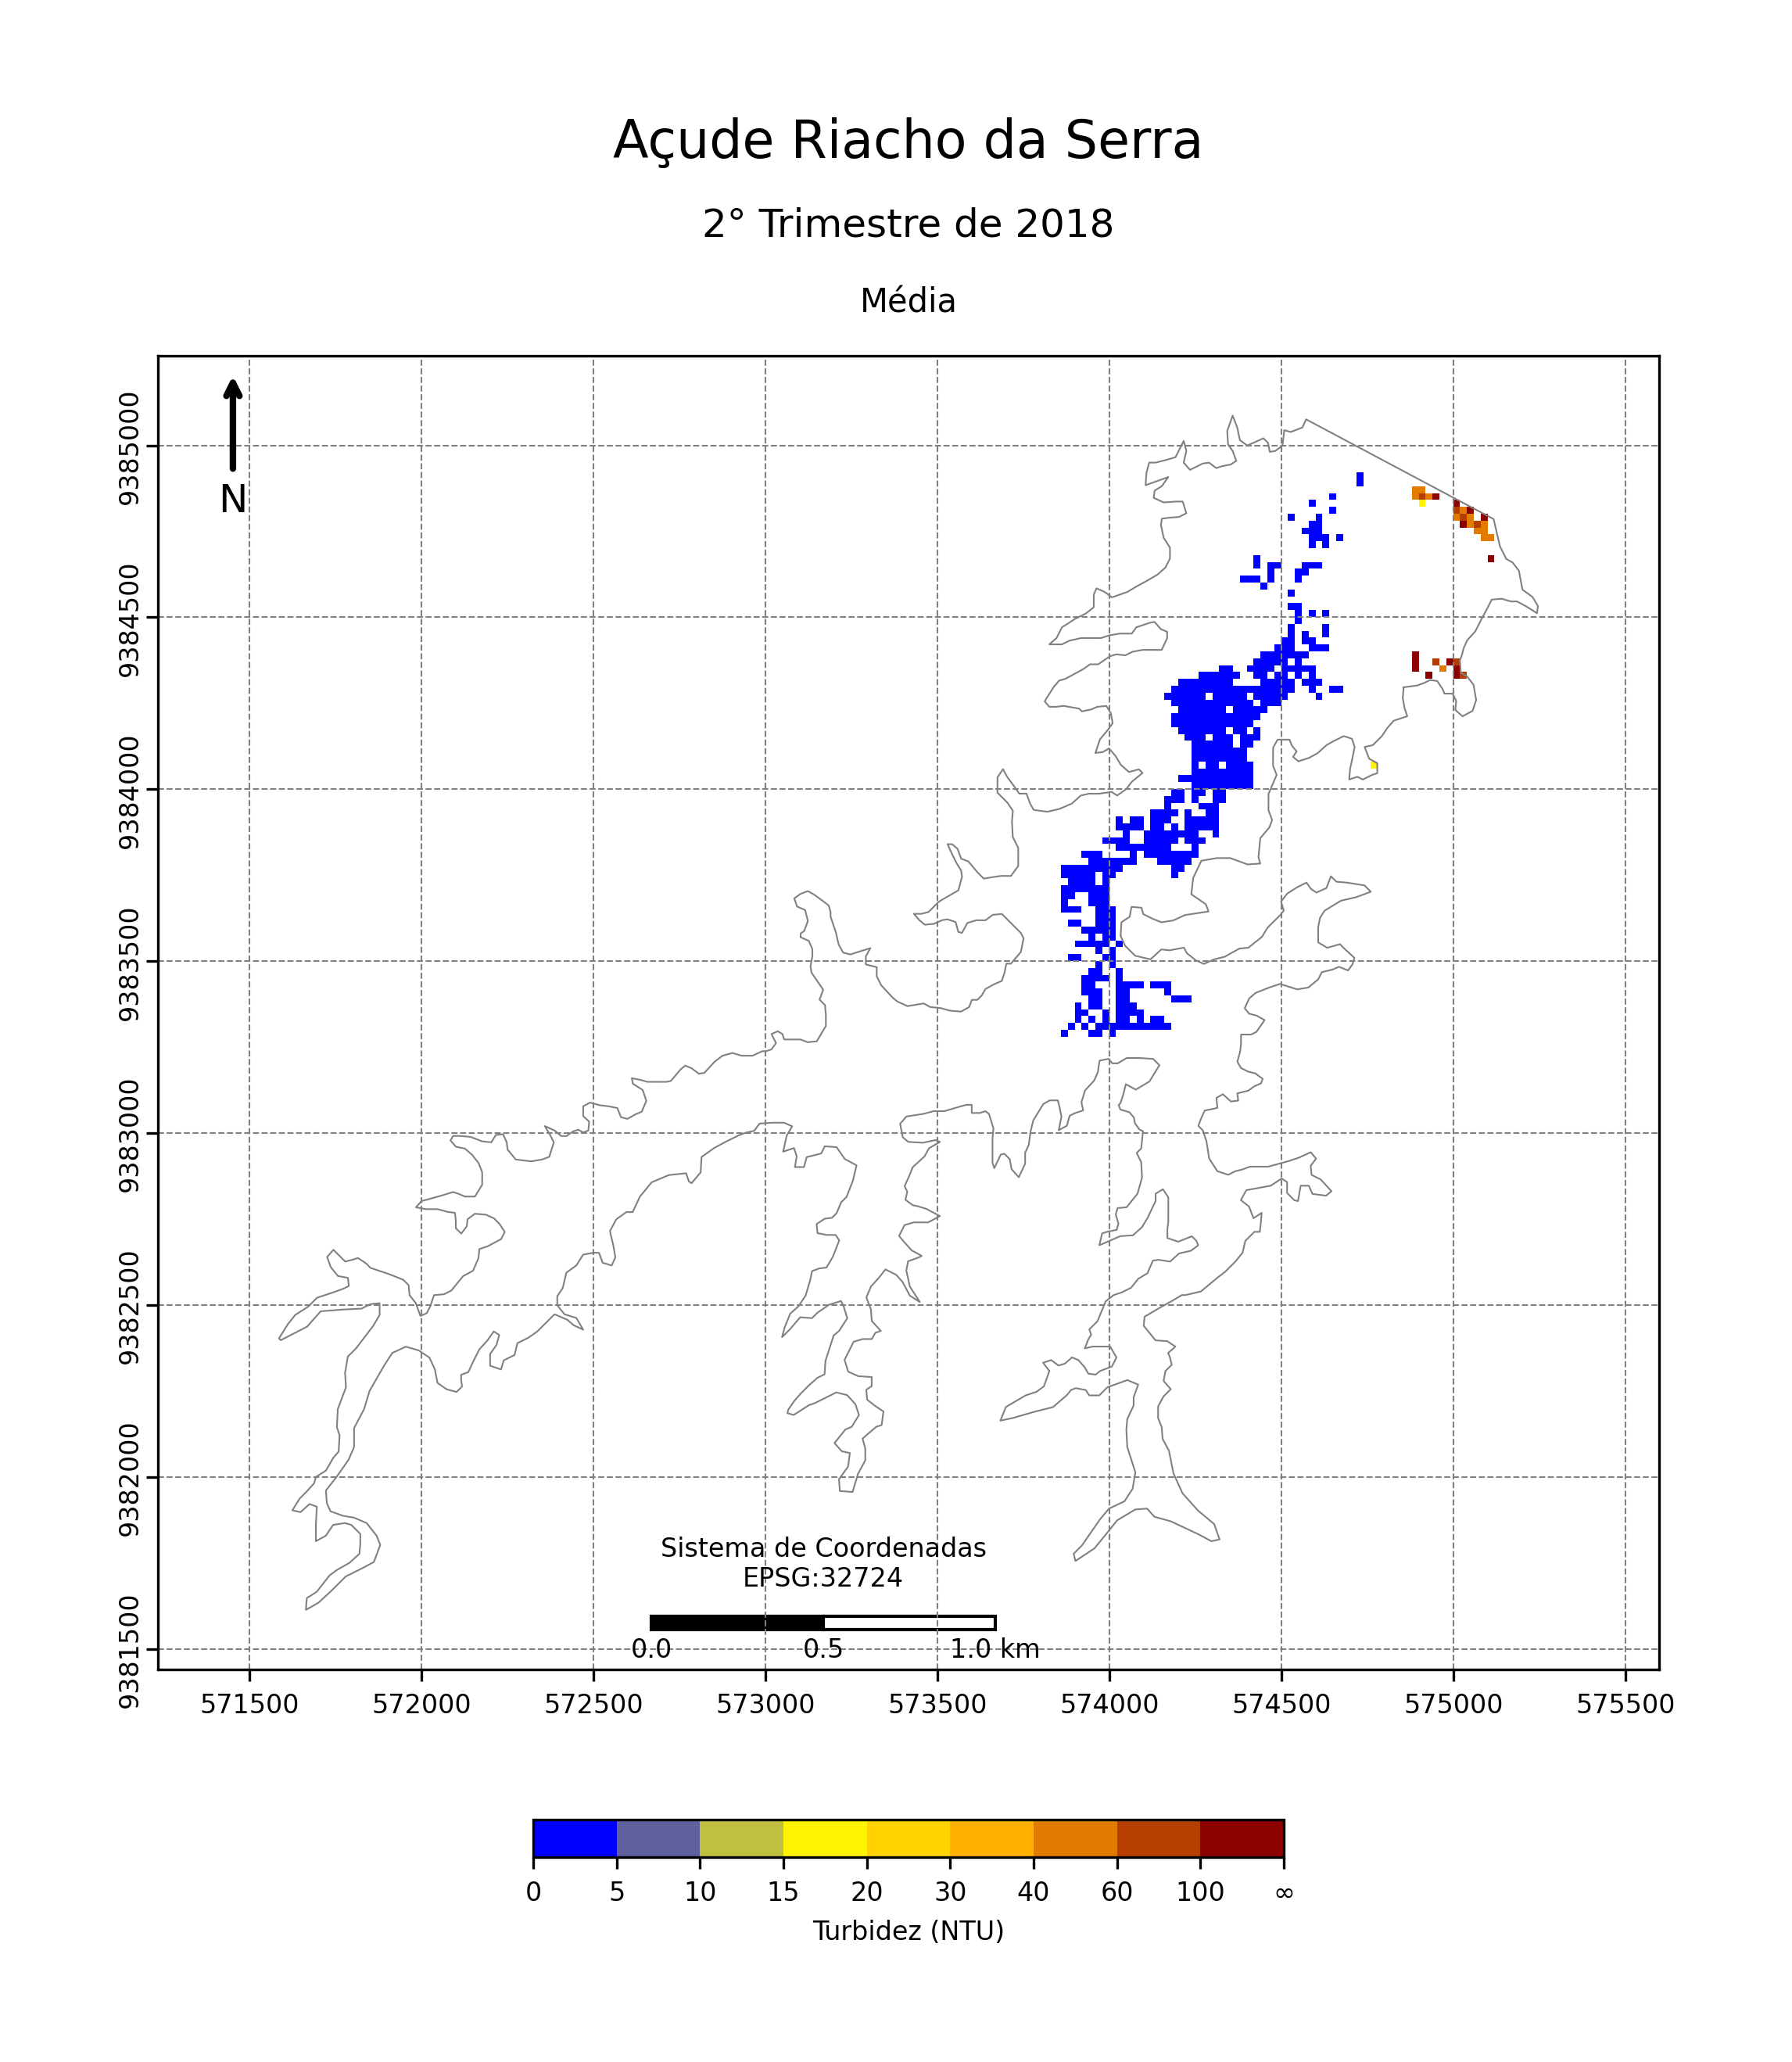 Açude Riacho da Serra
2° Trimestre de 2018
Média
N
9385000
9384500
9384000
9383500
9383000
9382500
9382000
9381500
Sistema de Coordenadas
EPSG:32724
0.0 0.5 1.0 km
571500 572000 572500 573000 573500 574000 574500 575000 575500
0 5 10 15 20 30 40 60 100 ∞
Turbidez (NTU)